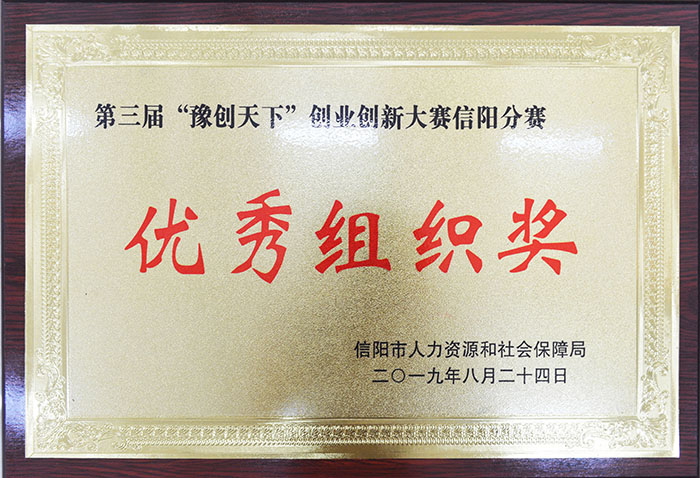 第三届“豫创天下”创业创新大赛信阳分赛
优秀组织奖
信阳市人力资源和社会保障局
二〇一九年八月二十四日